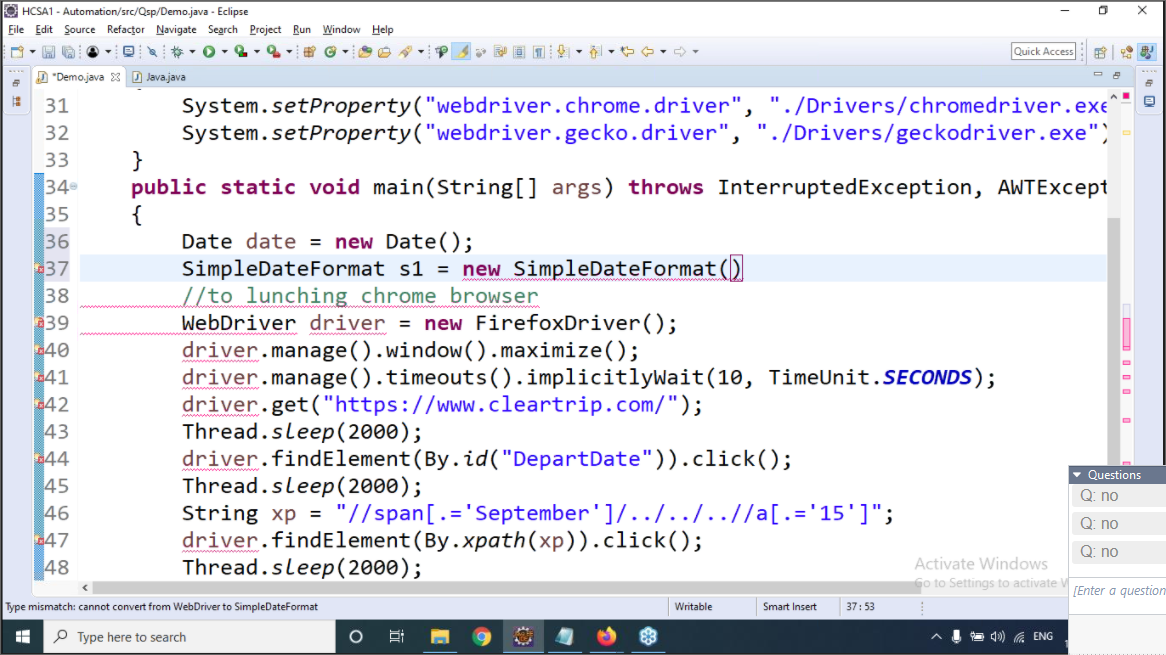 HCSA1 - Automation/src/Qsp/Demo.java - Eclipse
File Edit Source Refactor Navigate Search Project Run Window Help
Quick Access
*Demo.java Java.java
31 System.setProperty("webdriver.chrome.driver", "./Drivers/chromedriver.exe
32 System.setProperty("webdriver.gecko.driver", "./Drivers/geckodriver.exe")
33 }
34 public static void main(String[] args) throws InterruptedException, AWTExcept
35 {
36 Date date = new Date();
37 SimpleDateFormat s1 = new SimpleDateFormat()
38 //to lunching chrome browser
39 WebDriver driver = new FirefoxDriver();
40 driver.manage().window().maximize();
41 driver.manage().timeouts().implicitlyWait(10, TimeUnit.SECONDS);
42 driver.get("https://www.cleartrip.com/");
43 Thread.sleep(2000);
44 driver.findElement(By.id("DepartDate")).click();
45 Thread.sleep(2000);
46 String xp = "//span[.='September']/../../..//a[.='15']";
47 driver.findElement(By.xpath(xp)).click();
48 Thread.sleep(2000);
Questions
Q: no
Q: no
Q: no
[Enter a question
Activate Windows
Go to Settings to activate W
Type mismatch: cannot convert from WebDriver to SimpleDateFormat Writable Smart Insert 37 : 53
Type here to search ENG